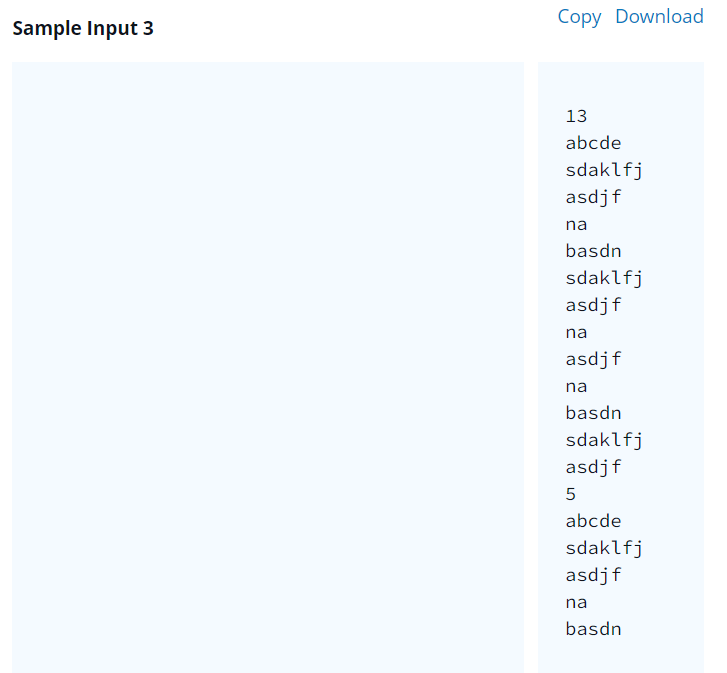 Sample Input 3
Copy Download
13
abcde
sdaklfj
asdjf
na
basdn
sdaklfj
asdjf
na
asdjf
na
basdn
sdaklfj
asdjf
5
abcde
sdaklfj
asdjf
na
basdn